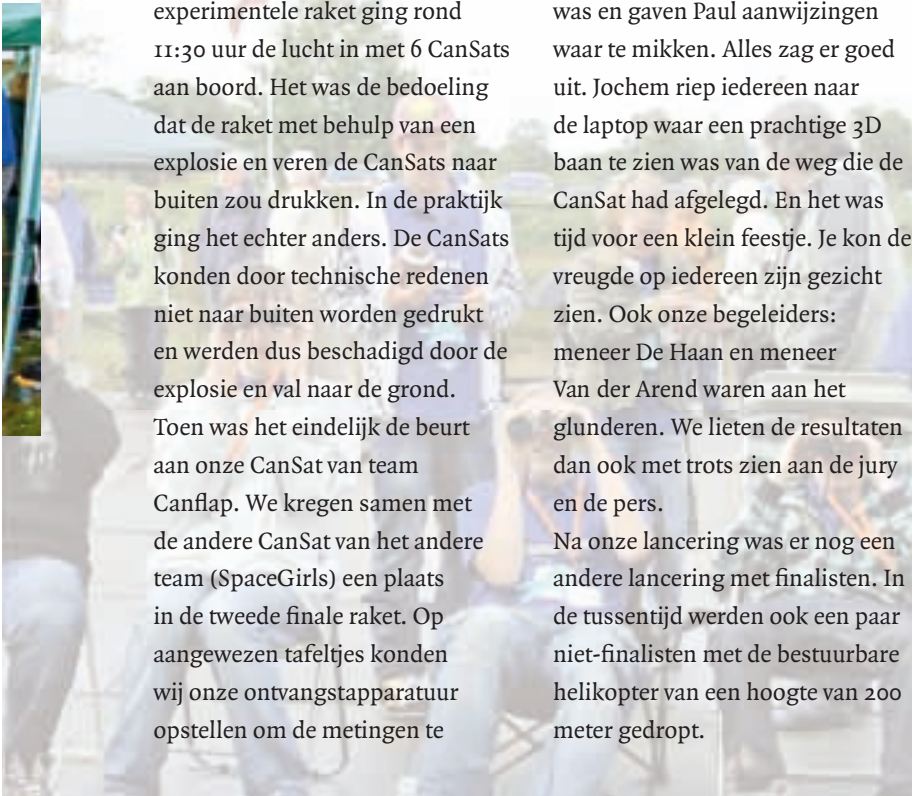 experimentele raket ging rond
11:30 uur de lucht in met 6 CanSats
aan boord. Het was de bedoeling
dat de raket met behulp van een
explosie en veren de CanSats naar
buiten zou drukken. In de praktijk
ging het echter anders. De CanSats
konden door technische redenen
niet naar buiten worden gedrukt
en werden dus beschadigd door de
explosie en val naar de grond.
Toen was het eindelijk de beurt
aan onze CanSat van team
Canflap. We kregen samen met
de andere CanSat van het andere
team (SpaceGirls) een plaats
in de tweede finale raket. Op
aangewezen tafeltjes konden
wij onze ontvangstapparatuur
opstellen om de metingen te
was en gaven Paul aanwijzingen
waar te mikken. Alles zag er goed
uit. Jochem riep iedereen naar
de laptop waar een prachtige 3D
baan te zien was van de weg die de
CanSat had afgelegd. En het was
tijd voor een klein feestje. Je kon de
vreugde op iedereen zijn gezicht
zien. Ook onze begeleiders:
meneer De Haan en meneer
Van der Arend waren aan het
glunderen. We lieten de resultaten
dan ook met trots zien aan de jury
en de pers.
Na onze lancering was er nog een
andere lancering met finalisten. In
de tussentijd werden ook een paar
niet-finalisten met de bestuurbare
helikopter van een hoogte van 200
meter gedropt.